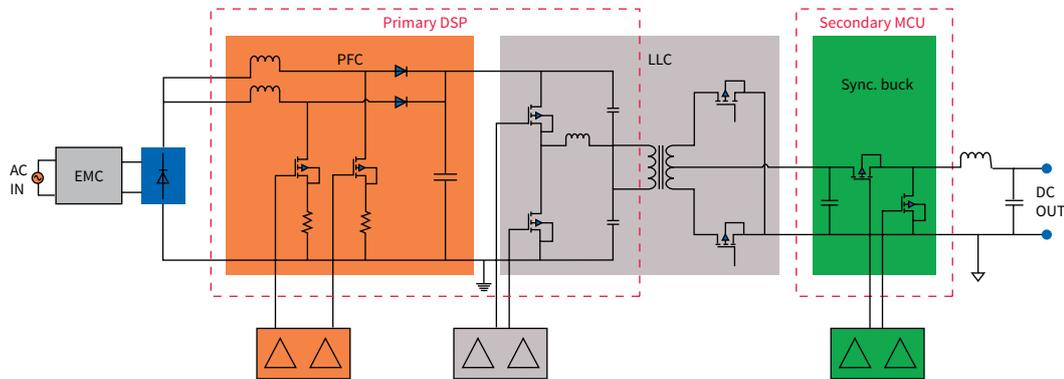 Primary DSP
Secondary MCU
PFC
LLC
Sync. buck
AC
IN
EMC
DC
OUT